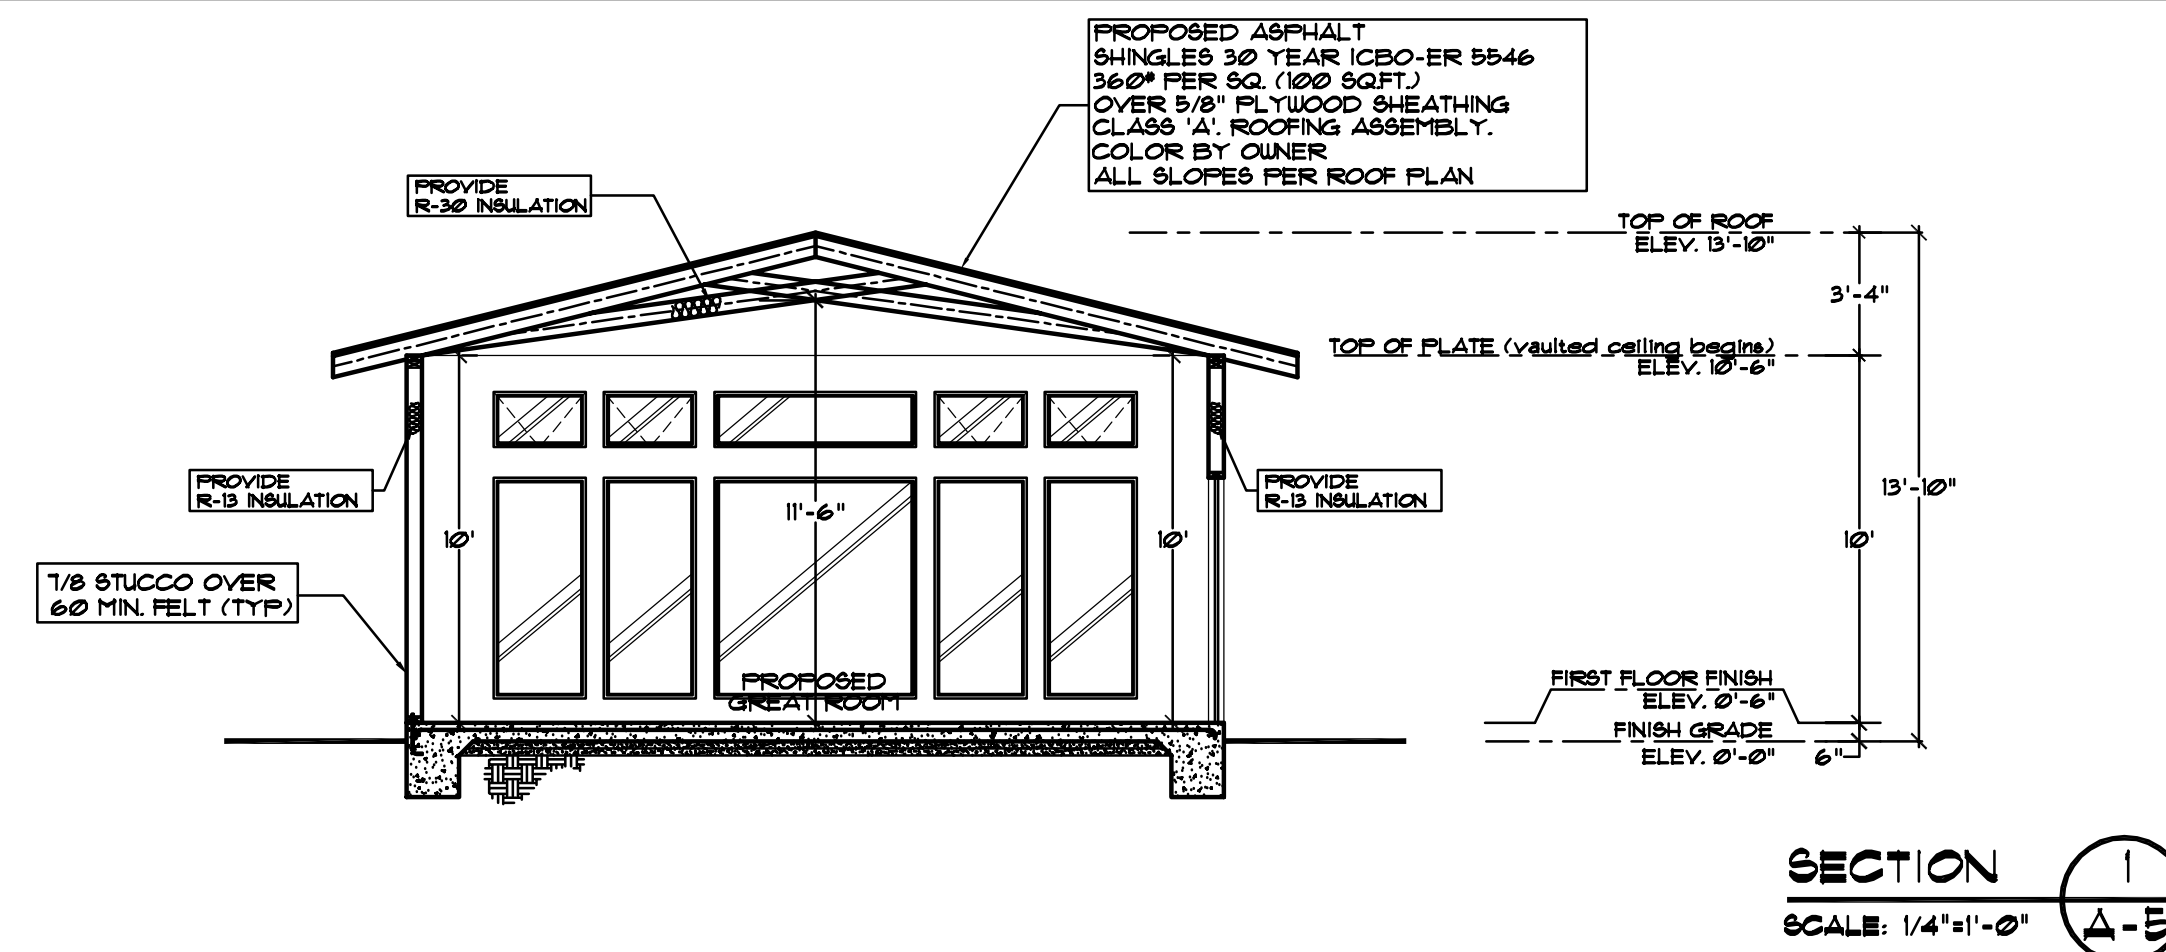 PROPOSED ASPHALT
SHINGLES 30 YEAR ICBO-ER 5546
360# PER SQ. (100 SQ.FT.)
OVER 5/8" PLYWOOD SHEATHING
CLASS 'A'. ROOFING ASSEMBLY.
COLOR BY OWNER
ALL SLOPES PER ROOF PLAN
PROVIDE
R-30 INSULATION
TOP OF ROOF
ELEV. 13'-10"
3'-4"
TOP OF PLATE (vaulted ceiling begins)
ELEV. 10'-6"
PROVIDE
R-13 INSULATION
PROVIDE
R-13 INSULATION
13'-10"
11'-6"
10'
10'
10'
7/8 STUCCO OVER
60 MIN. FELT (TYP)
PROPOSED
GREAT ROOM
FIRST FLOOR FINISH
ELEV. 0'-6"
FINISH GRADE
ELEV. 0'-0"
6"
SECTION
1
SCALE: 1/4"=1'-0"
A-5